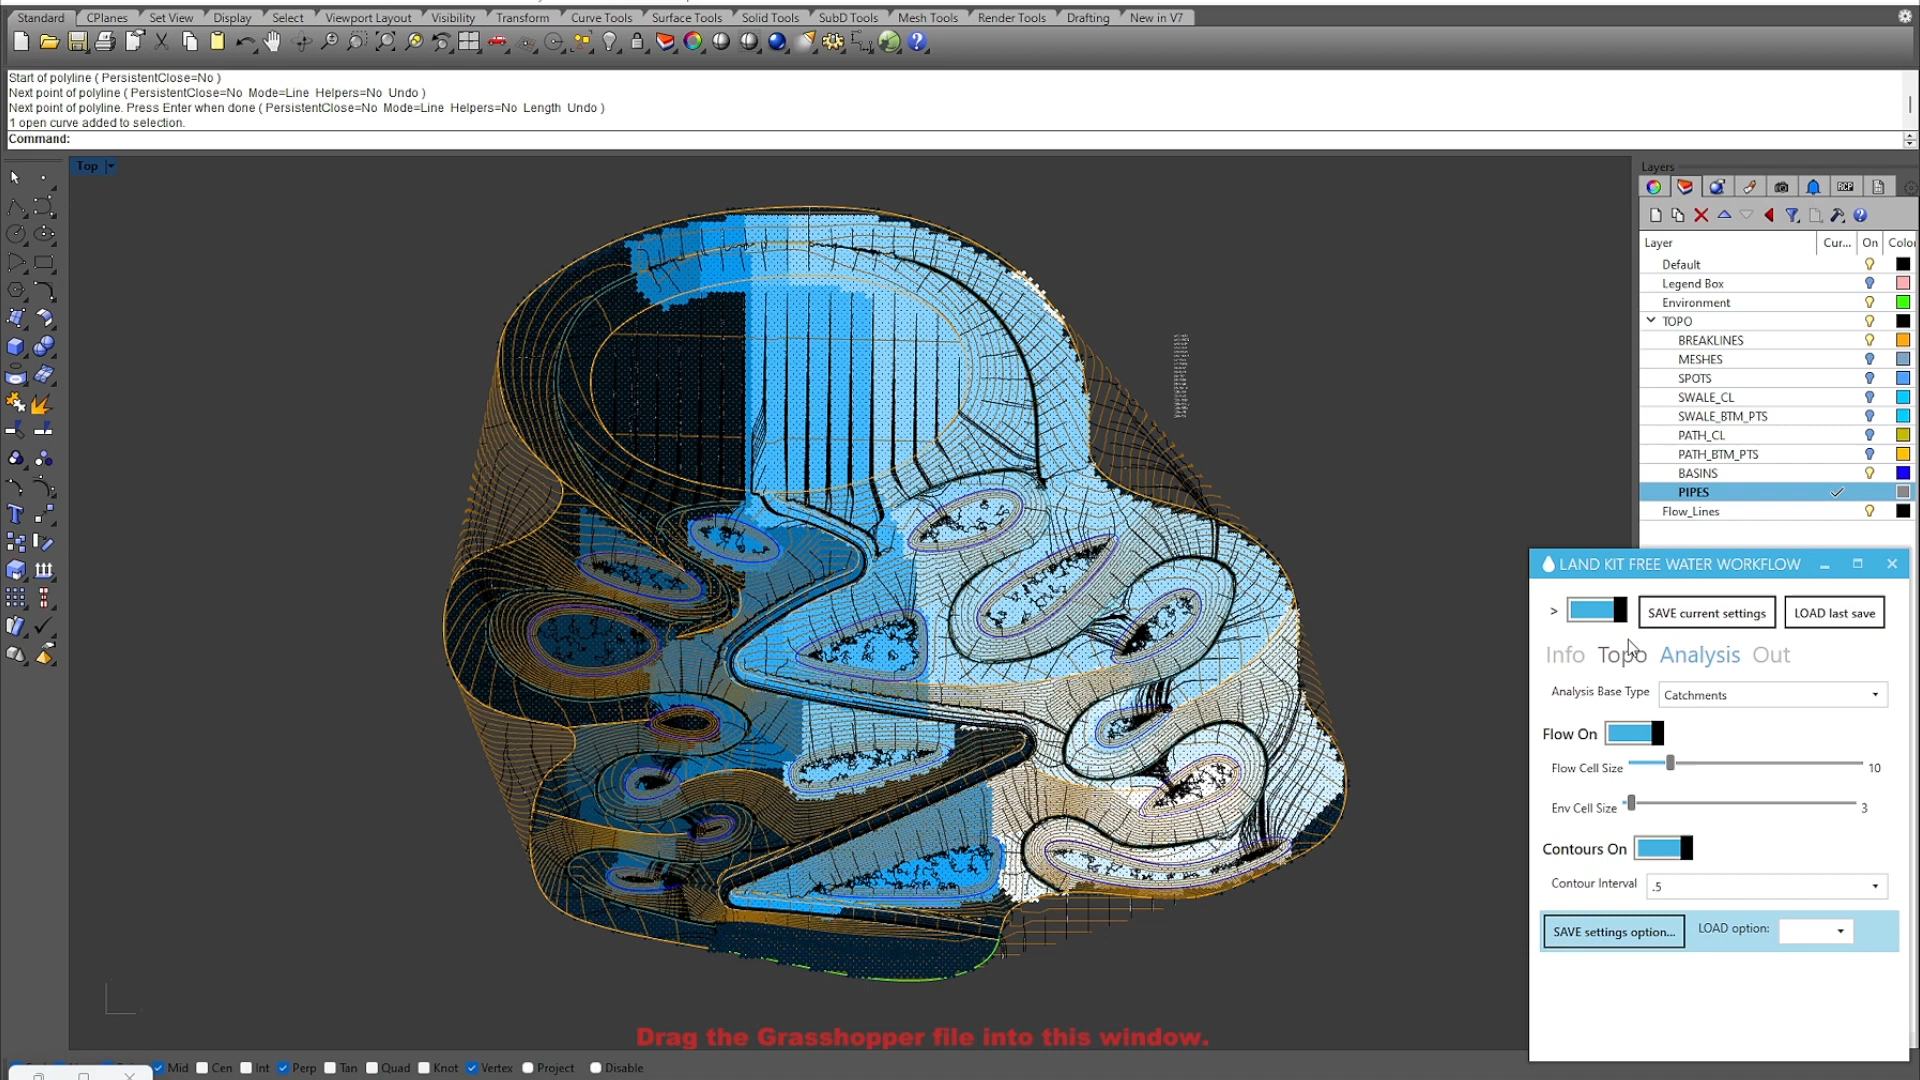 Standard CPlanes Set View Display Select Viewport Layout Visibility Transform Curve Tools Surface Tools Solid Tools SubD Tools Mesh Tools Render Tools Drafting New in V7
Start of polyline ( PersistentClose=No )
Next point of polyline ( PersistentClose=No Mode=Line Helpers=No Undo )
Next point of polyline. Press Enter when done ( PersistentClose=No Mode=Line Helpers=No Length Undo )
1 open curve added to selection.
Command:
Top
Layers
Layer Cur... On Colo
Default
Legend Box
Environment
TOPO
BREAKLINES
MESHES
SPOTS
SWALE_CL
SWALE_BTM_PTS
PATH_CL
PATH_BTM_PTS
BASINS
PIPES
Flow_Lines
LAND KIT FREE WATER WORKFLOW
> SAVE current settings LOAD last save
Info Topo Analysis Out
Analysis Base Type Catchments
Flow On
Flow Cell Size 10
Env Cell Size 3
Contours On
Contour Interval .5
SAVE settings option... LOAD option:
Drag the Grasshopper file into this window.
Mid Cen Int Perp Tan Quad Knot Vertex Project Disable